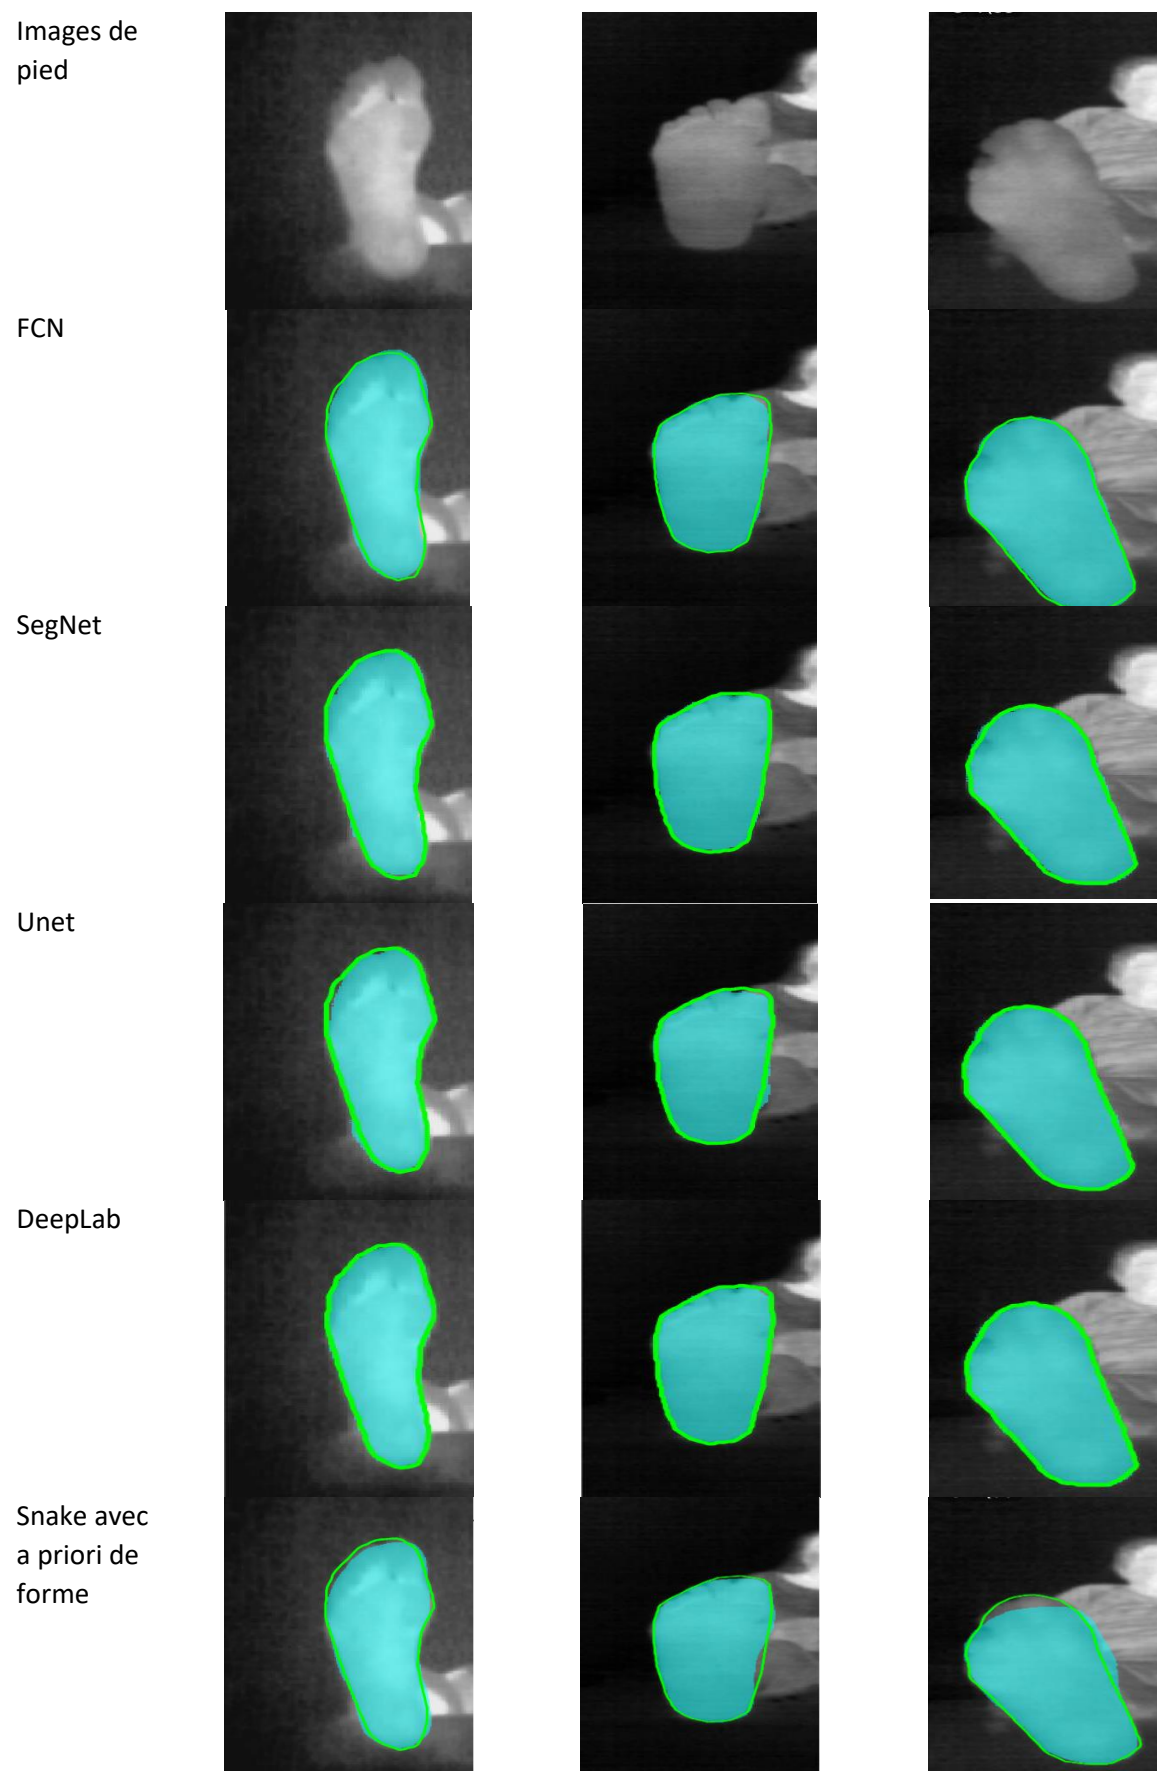 Images de
pied
FCN
SegNet
Unet
DeepLab
Snake avec
a priori de
forme